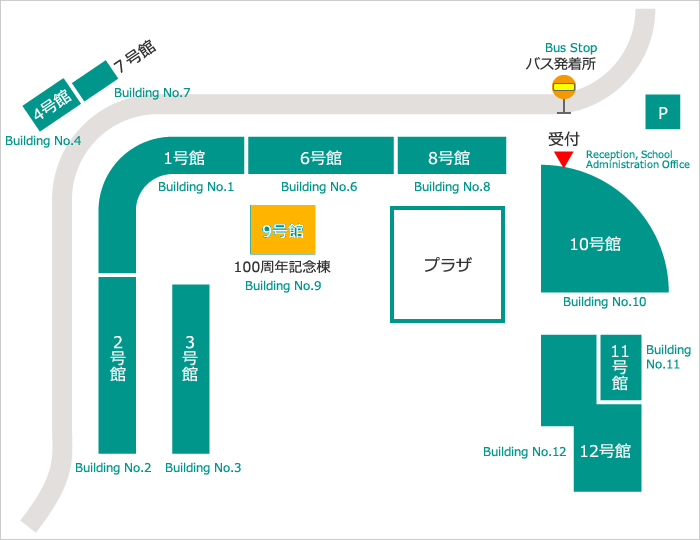 7号館
Building No.7
4号館
Building No.4
Bus Stop
バス発着所
P
受付
Reception, School
Administration Office
1号館
Building No.1
6号館
Building No.6
8号館
Building No.8
9号館
100周年記念棟
Building No.9
プラザ
10号館
Building No.10
2号館
Building No.2
3号館
Building No.3
11号館
Building
No.11
12号館
Building No.12